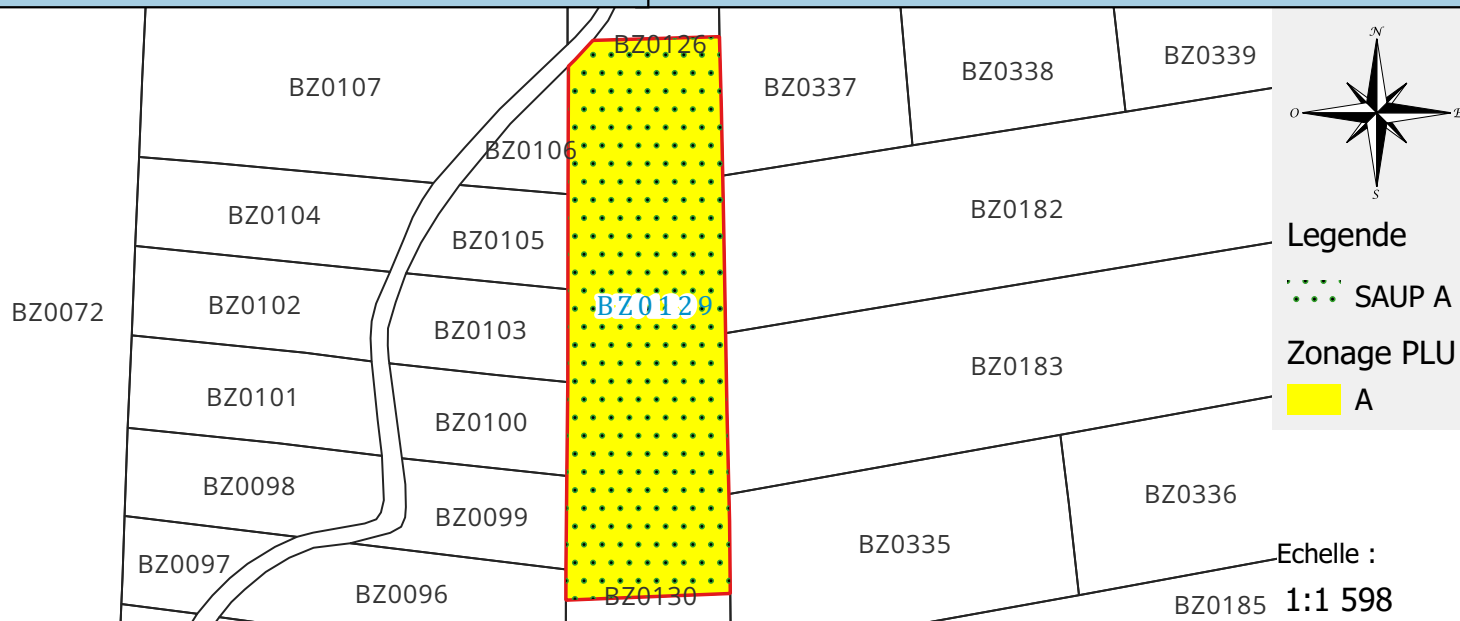 BZ0126
BZ0107
BZ0337
BZ0338
BZ0339
N
O
E
S
BZ0106
BZ0104
BZ0105
BZ0182
Legende
SAUP A
BZ0072
BZ0102
BZ0103
BZ0129
Zonage PLU
A
BZ0183
BZ0101
BZ0100
BZ0098
BZ0099
BZ0336
BZ0335
BZ0097
BZ0096
BZ0130
BZ0185
Echelle :
1:1 598